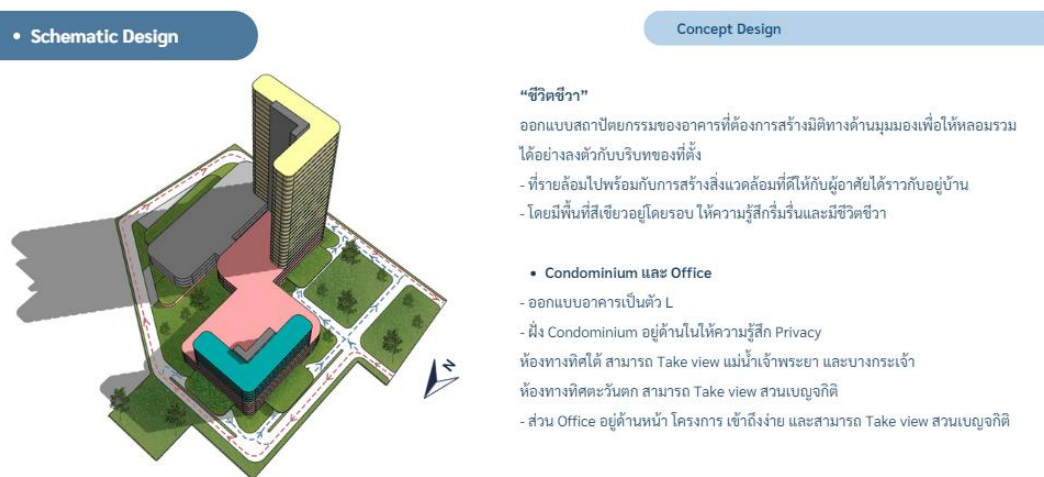 • Schematic Design
Concept Design
“ชีวิตชีวา”
ออกแบบสถาปัตยกรรมของอาคารที่ต้องการสร้างมิติทางด้านมุมมองเพื่อให้หลอมรวม
ได้อย่างลงตัวกับบริบทของที่ตั้ง
- ที่รายล้อมไปพร้อมกับการสร้างสิ่งแวดล้อมที่ดีให้กับผู้อาศัยได้ราวกับอยู่บ้าน
- โดยมีพื้นที่สีเขียวอยู่โดยรอบ ให้ความรู้สึกรื่มรื่นและมีชีวิตชีวา
• Condominium และ Office
- ออกแบบอาคารเป็นตัว L
- ฝั่ง Condominium อยู่ด้านในให้ความรู้สึก Privacy
ห้องทางทิศใต้ สามารถ Take view แม่น้ำเจ้าพระยา และบางกระเจ้า
ห้องทางทิศตะวันตก สามารถ Take view สวนเบญจกิติ
- ส่วน Office อยู่ด้านหน้า โครงการ เข้าถึงง่าย และสามารถ Take view สวนเบญจกิติ
N